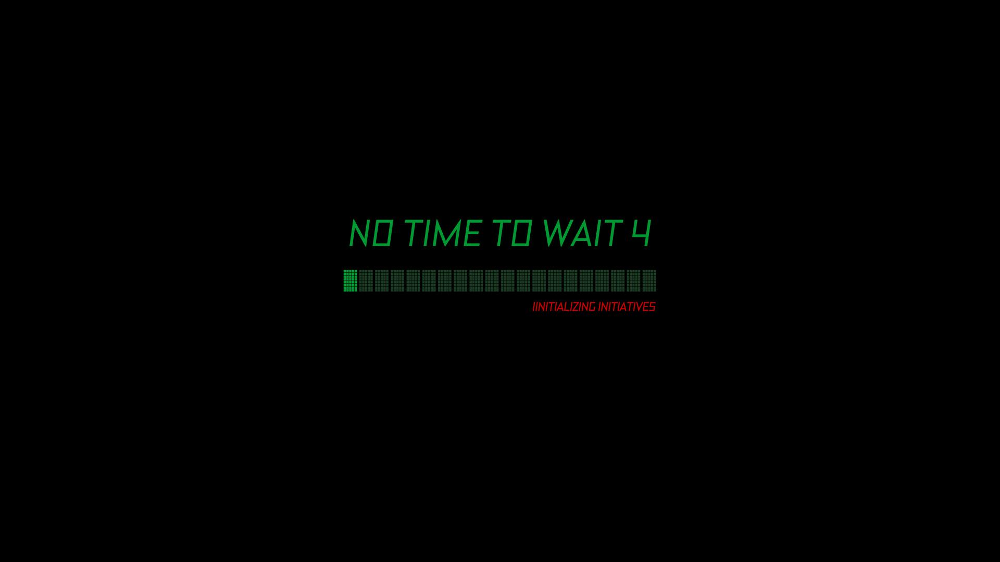 NO TIME TO WAIT 4
IINITIALIZING INITIATIVES